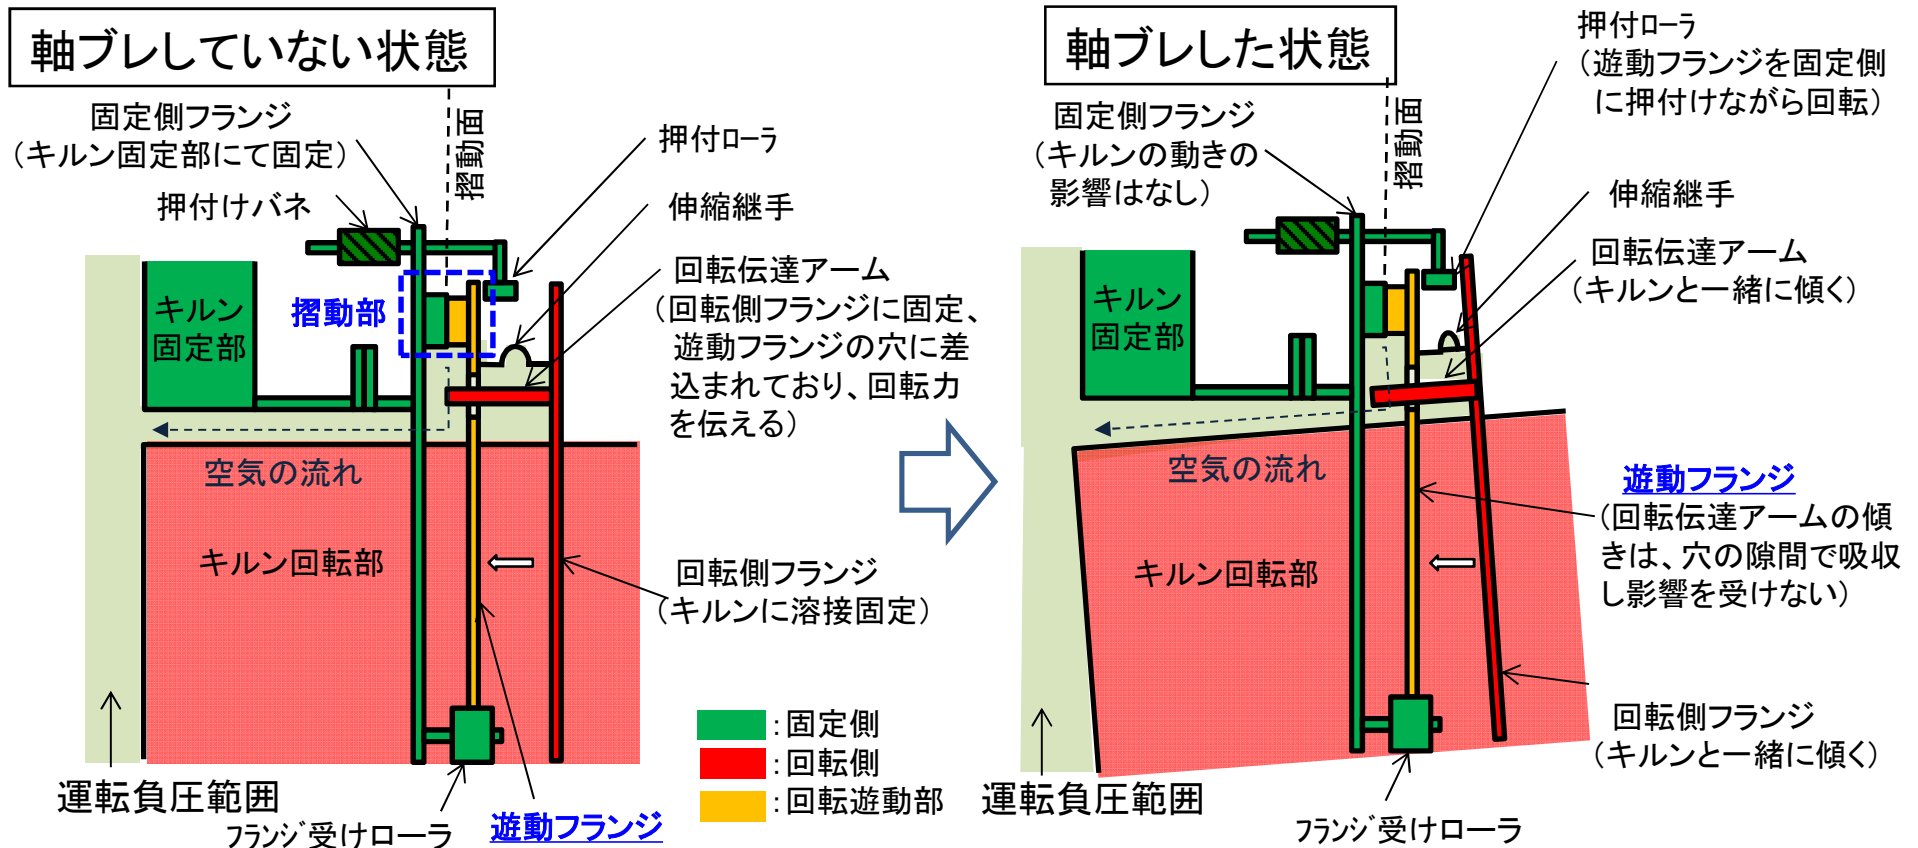 軸ブレしていない状態
固定側フランジ
（キルン固定部にて固定）
押付けバネ
摺動面
押付ローラ
伸縮継手
回転伝達アーム
（回転側フランジに固定、
遊動フランジの穴に差
込まれており、回転力
を伝える）
キルン
固定部
摺動部
空気の流れ
キルン回転部
回転側フランジ
（キルンに溶接固定）
運転負圧範囲
フランジ受けローラ
遊動フランジ
：固定側
：回転側
：回転遊動部
軸ブレした状態
固定側フランジ
（キルンの動きの
影響はなし）
摺動面
押付ローラ
（遊動フランジを固定側
に押付けながら回転）
伸縮継手
回転伝達アーム
（キルンと一緒に傾く）
キルン
固定部
空気の流れ
キルン回転部
遊動フランジ
（回転伝達アームの傾
きは、穴の隙間で吸収
し影響を受けない）
回転側フランジ
（キルンと一緒に傾く）
運転負圧範囲
フランジ受けローラ